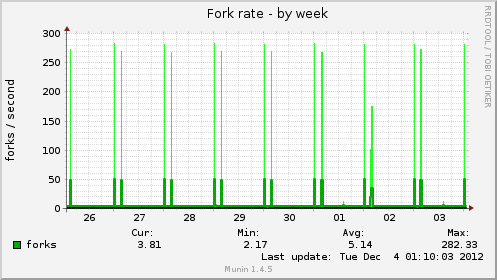 Fork rate - by week
RRDTOOL / TOBI OETIKER
forks / second
300
250
200
150
100
50
0
26 27 28 29 30 01 02 03
Cur: Min: Avg: Max:
forks 3.81 2.17 5.14 282.33
Last update: Tue Dec 4 01:10:03 2012
Munin 1.4.5